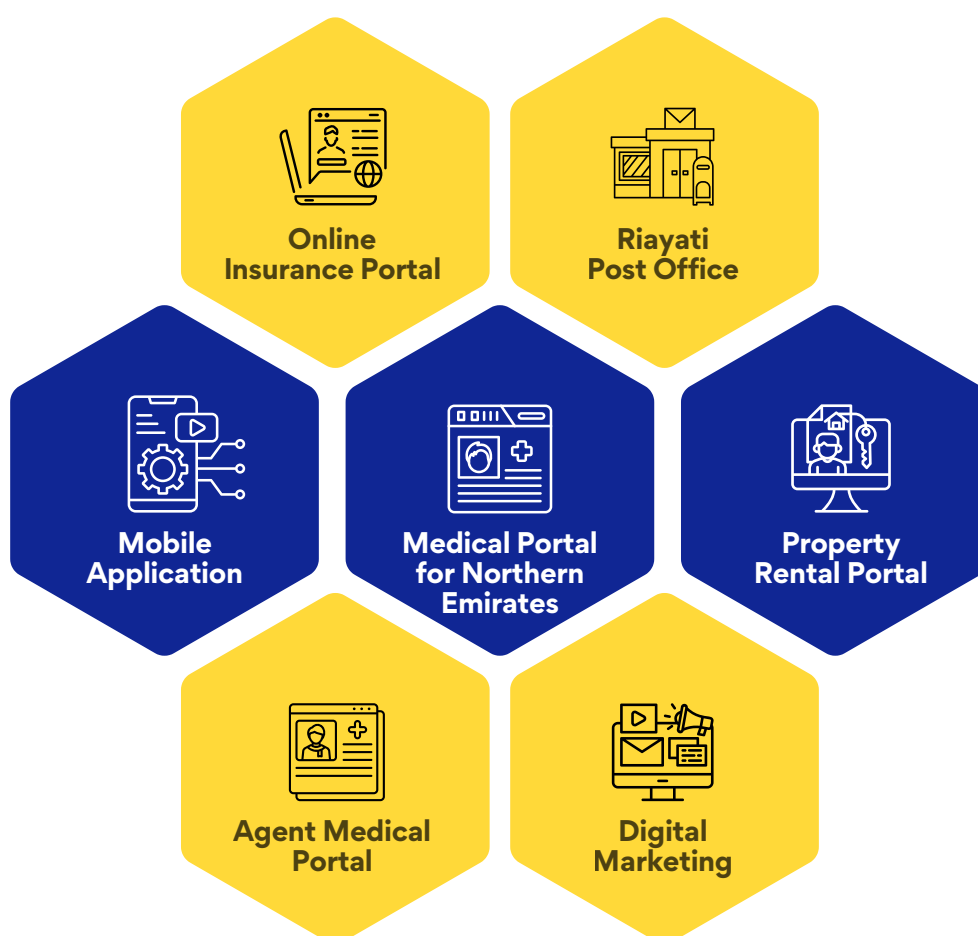 Online
Insurance Portal
Riayati
Post Office
Mobile
Application
Medical Portal
for Northern
Emirates
Property
Rental Portal
Agent Medical
Portal
Digital
Marketing